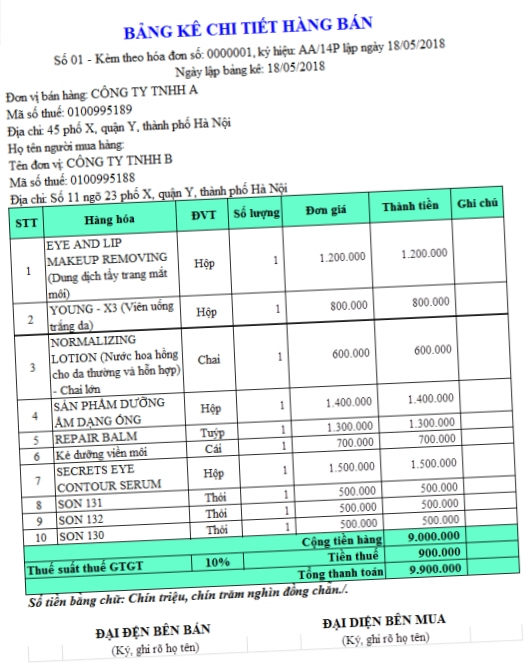 BẢNG KÊ CHI TIẾT HÀNG BÁN
Số 01 - Kèm theo hóa đơn số: 0000001, ký hiệu: AA/14P lập ngày 18/05/2018
Ngày lập bảng kê: 18/05/2018
Đơn vị bán hàng: CÔNG TY TNHH A
Mã số thuế: 0100995189
Địa chỉ: 45 phố X, quận Y, thành phố Hà Nội
Họ tên người mua hàng:
Tên đơn vị: CÔNG TY TNHH B
Mã số thuế: 0100995188
Địa chỉ: Số 11 ngõ 23 phố X, quận Y, thành phố Hà Nội
STT Hàng hóa ĐVT Số lượng Đơn giá Thành tiền Ghi chú
EYE AND LIP
MAKEUP REMOVING
1 (Dung dịch tẩy trang mắt Hộp 1 1.200.000 1.200.000
môi)
2 YOUNG - X3 (Viên uống Hộp 1 800.000 800.000
trắng da)
NORMALIZING
3 LOTION (Nước hoa hồng Chai 1 600.000 600.000
cho da thường và hỗn hợp)
- Chai lớn
4 SẢN PHẨM DƯỠNG Hộp 1 1.400.000 1.400.000
ẨM DẠNG ỐNG
5 REPAIR BALM Tuýp 1 1.300.000 1.300.000
6 Kẻ dưỡng viền môi Cái 1 700.000 700.000
7 SECRETS EYE Hộp 1 1.500.000 1.500.000
CONTOUR SERUM
8 SON 131 Thỏi 1 500.000 500.000
9 SON 132 Thỏi 1 500.000 500.000
10 SON 130 Thỏi 1 500.000 500.000
Cộng tiền hàng 9.000.000
Thuế suất thuế GTGT 10% Tiền thuế 900.000
Tổng thanh toán 9.900.000
Số tiền bằng chữ: Chín triệu, chín trăm nghìn đồng chẵn./.
ĐẠI ĐỆN BÊN BÁN ĐẠI DIỆN BÊN MUA
(Ký, ghi rõ họ tên) (Ký, ghi rõ họ tên)